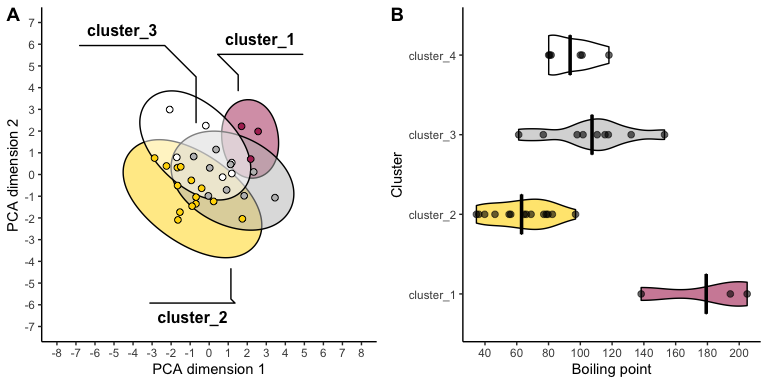 A
B
cluster_3
cluster_1
cluster_2
PCA dimension 2
7
6
5
4
3
2
1
0
-1
-2
-3
-4
-5
-6
-7
-8 -7 -6 -5 -4 -3 -2 -1 0 1 2 3 4 5 6 7 8
PCA dimension 1
Cluster
cluster_4
cluster_3
cluster_2
cluster_1
40 60 80 100 120 140 160 180 200
Boiling point